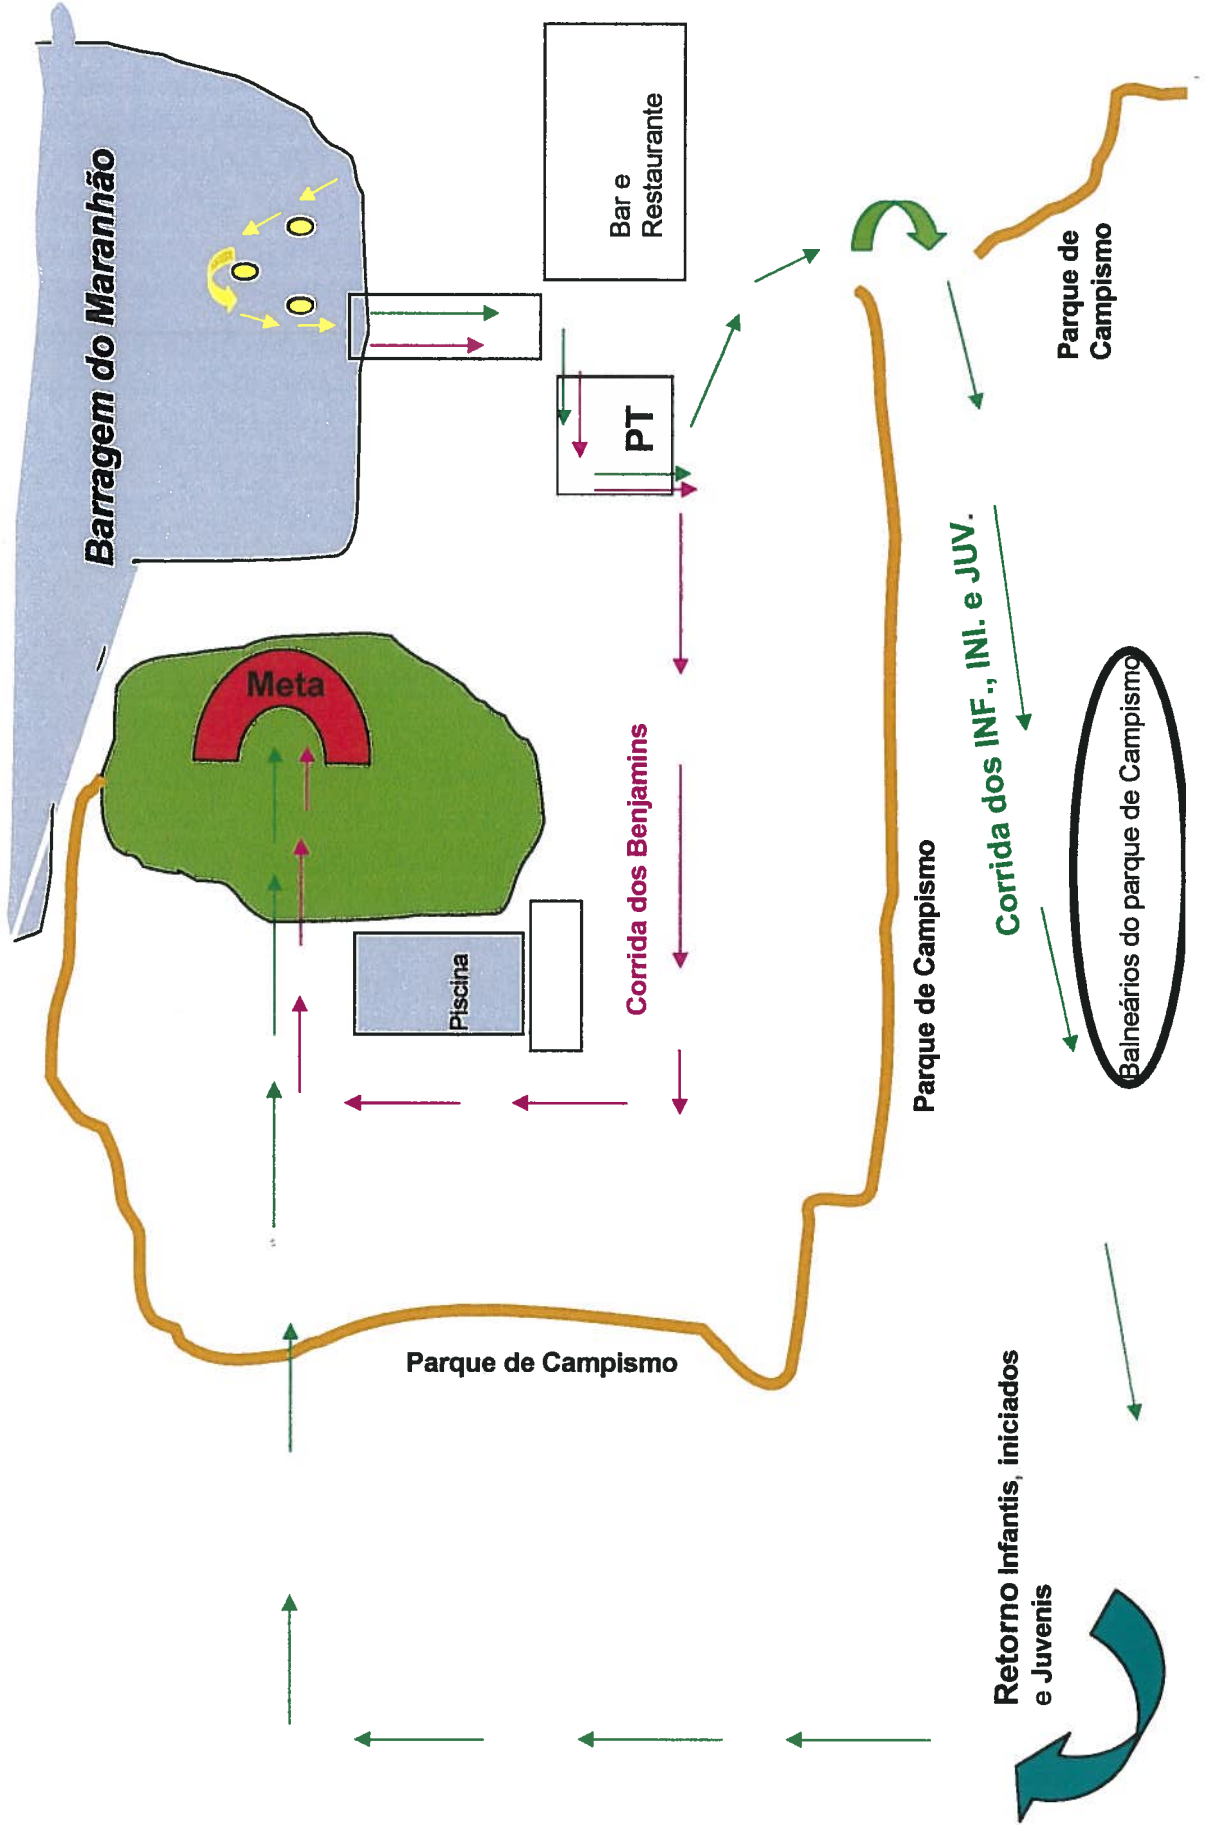 Barragem do Maranhão
Bar e
Restaurante
PT
Meta
Piscina
Corrida dos Benjamins
Parque de
Campismo
Corrida dos INF., INI. e JUV.
Parque de Campismo
Balneários do parque de Campismo
Parque de Campismo
Retorno Infantis, iniciados
e Juvenis